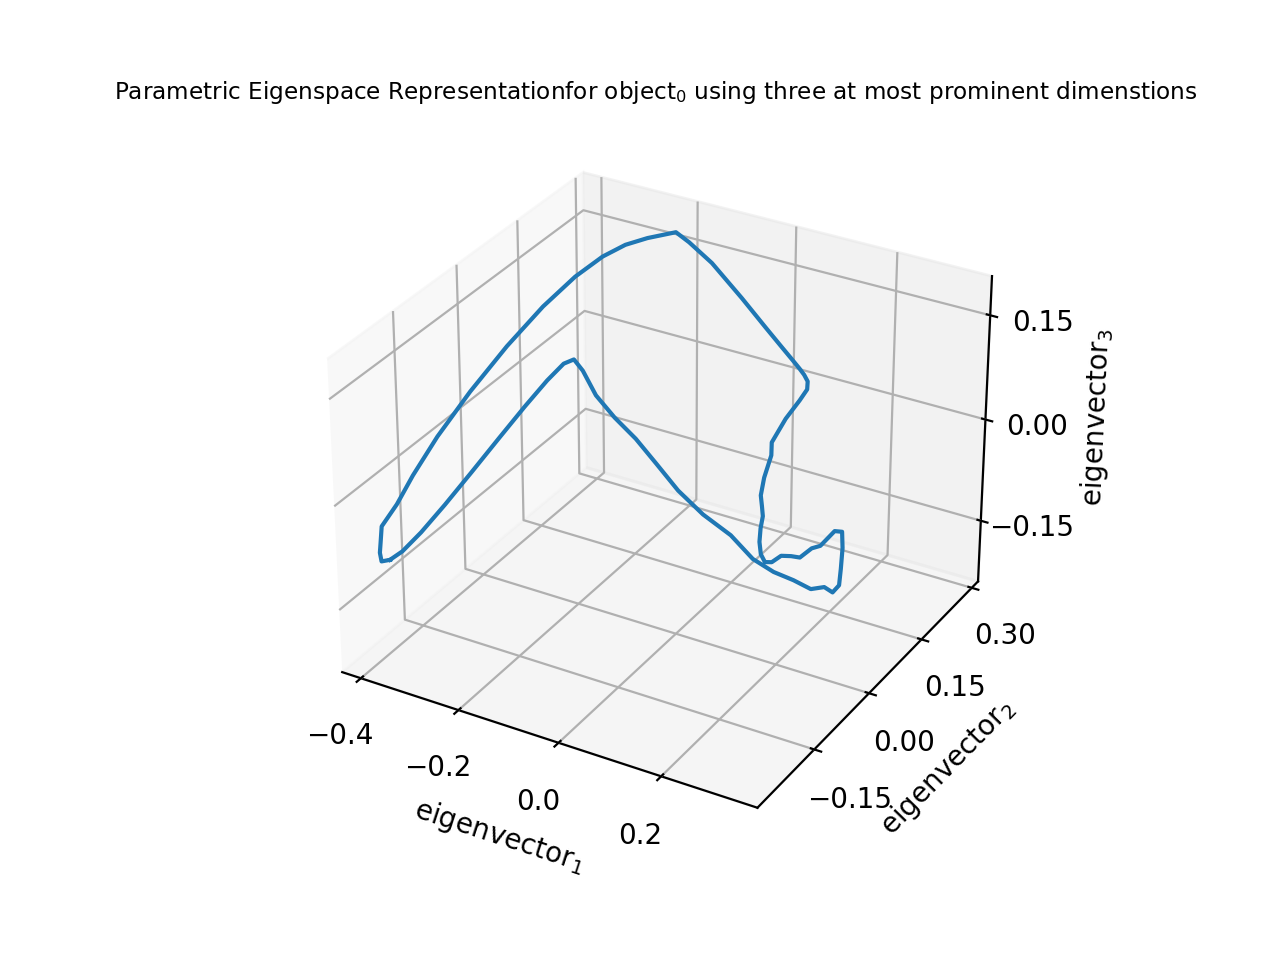 Parametric Eigenspace Representationfor object₀ using three at most prominent dimenstions
0.15
0.00
−0.15
eigenvector₃
0.30
0.15
0.00
−0.15
eigenvector₂
−0.4
−0.2
0.0
0.2
eigenvector₁